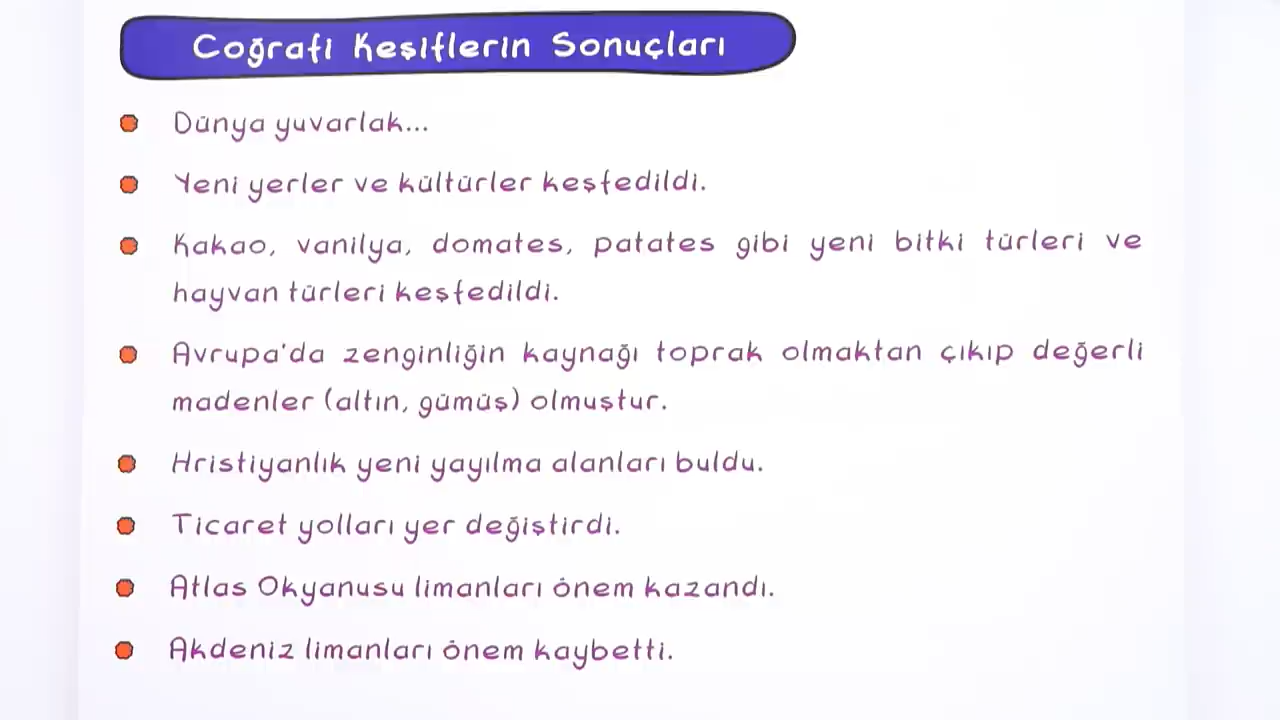 Coğrafi Keşiflerin Sonuçları
Dünya yuvarlak...
Yeni yerler ve kültürler keşfedildi.
Kakao, vanilya, domates, patates gibi yeni bitki türleri ve
hayvan türleri keşfedildi.
Avrupa'da zenginliğin kaynağı toprak olmaktan çıkıp değerli
madenler (altın, gümüş) olmuştur.
Hristiyanlık yeni yayılma alanları buldu.
Ticaret yolları yer değiştirdi.
Atlas Okyanusu limanları önem kazandı.
Akdeniz limanları önem kaybetti.